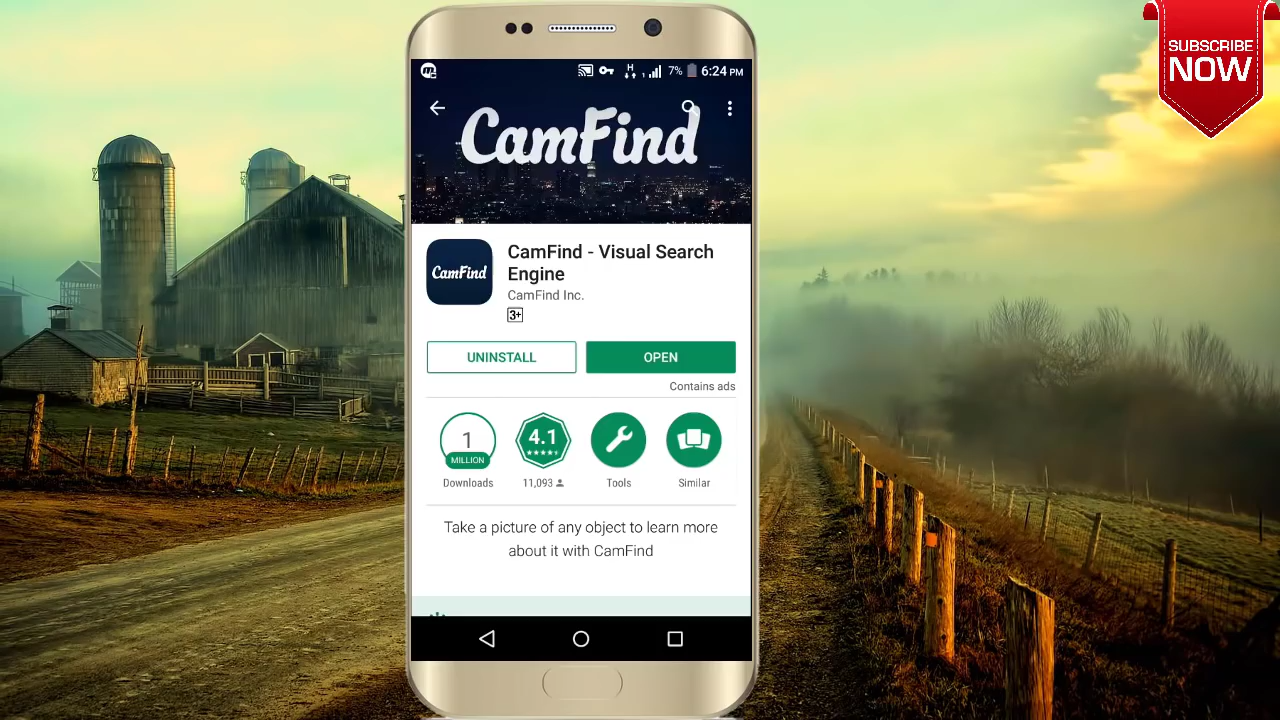 SUBSCRIBE
NOW
H
1
7%
6:24 PM
CamFind
CamFind
CamFind - Visual Search
Engine
CamFind Inc.
3+
UNINSTALL
OPEN
Contains ads
1
MILLION
4.1
Downloads
11,093
Tools
Similar
Take a picture of any object to learn more
about it with CamFind